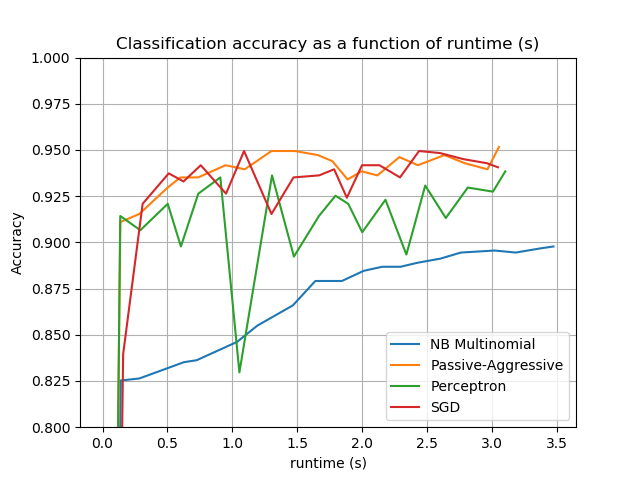 Classification accuracy as a function of runtime (s)
1.000
0.975
0.950
0.925
0.900
0.875
0.850
0.825
0.800
Accuracy
NB Multinomial
Passive-Aggressive
Perceptron
SGD
0.0 0.5 1.0 1.5 2.0 2.5 3.0 3.5
runtime (s)